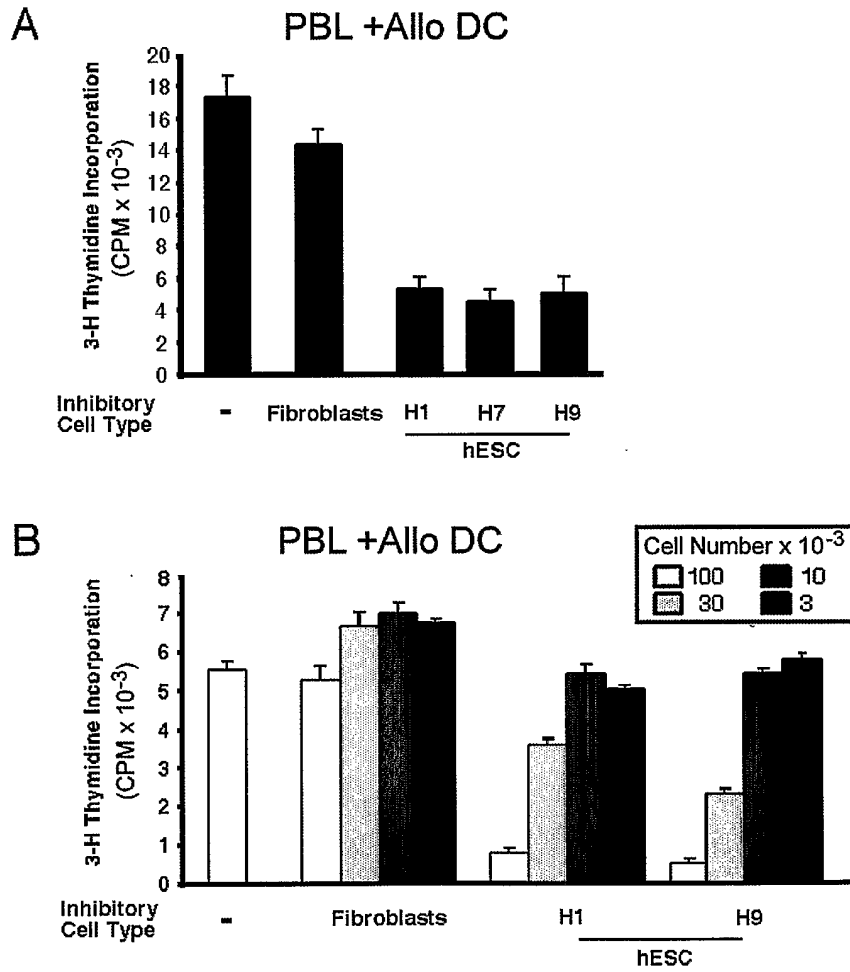 A
PBL +Allo DC
3-H Thymidine Incorporation
(CPM x 10-3)
20
18
16
14
12
10
8
6
4
2
0
Inhibitory
Cell Type
-
Fibroblasts
H1
H7
H9
hESC
B
PBL +Allo DC
Cell Number x 10-3
100
10
30
3
3-H Thymidine Incorporation
(CPM x 10-3)
8
7
6
5
4
3
2
1
0
Inhibitory
Cell Type
-
Fibroblasts
H1
H9
hESC